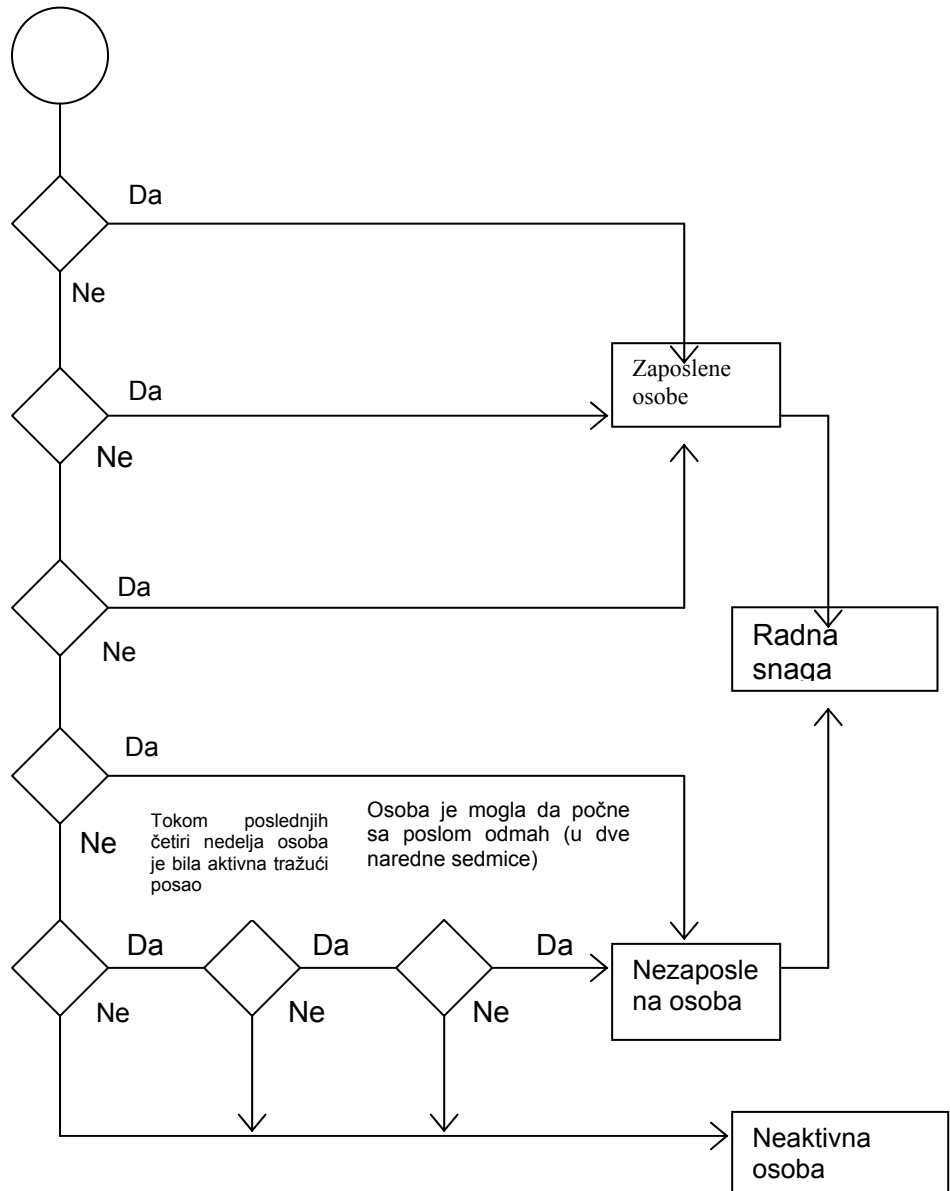 Da
Ne
Zaposlene
osobe
Da
Ne
Da
Ne
Radna
snaga
Da
Ne
Tokom poslednjih
četiri nedelja osoba
je bila aktivna tražući
posao
Osoba je mogla da počne
sa poslom odmah (u dve
naredne sedmice)
Da
Da
Da
Ne
Ne
Ne
Nezaposle
na osoba
Neaktivna
osoba